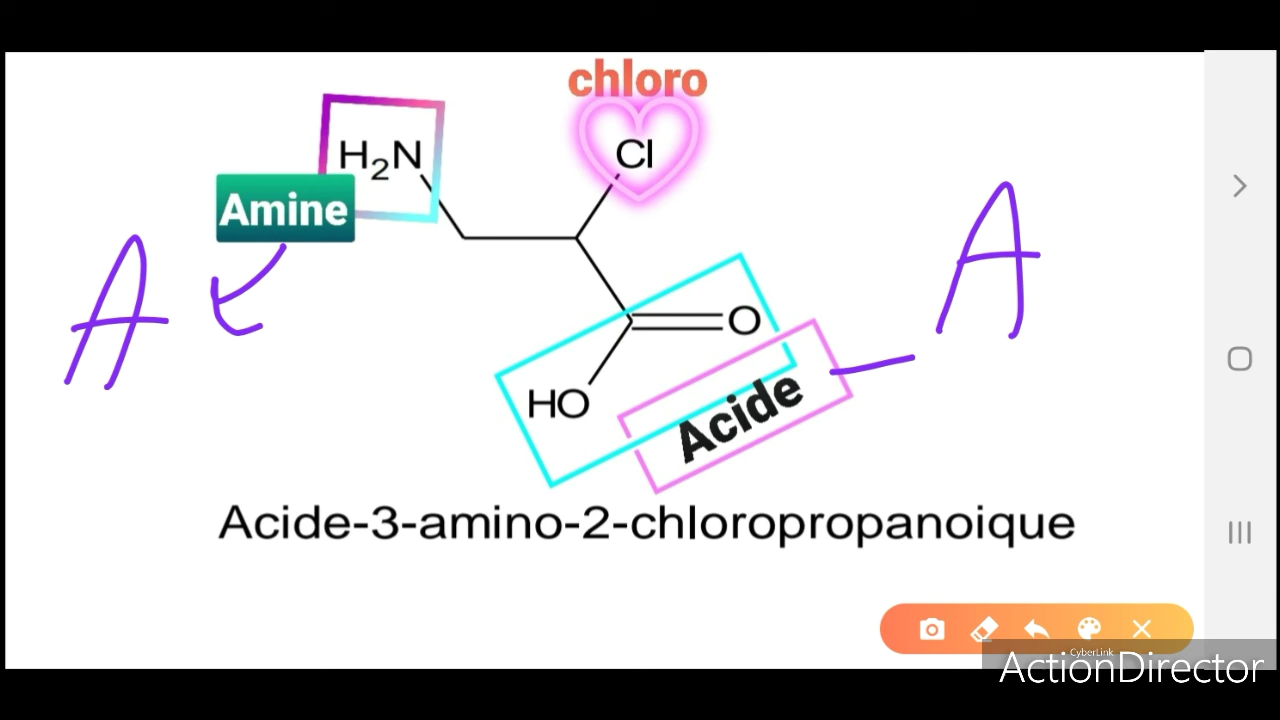 chloro
H₂N
Cl
Amine
A
A
O
HO
Acide
Acide-3-amino-2-chloropropanoique
CyberLink
ActionDirector